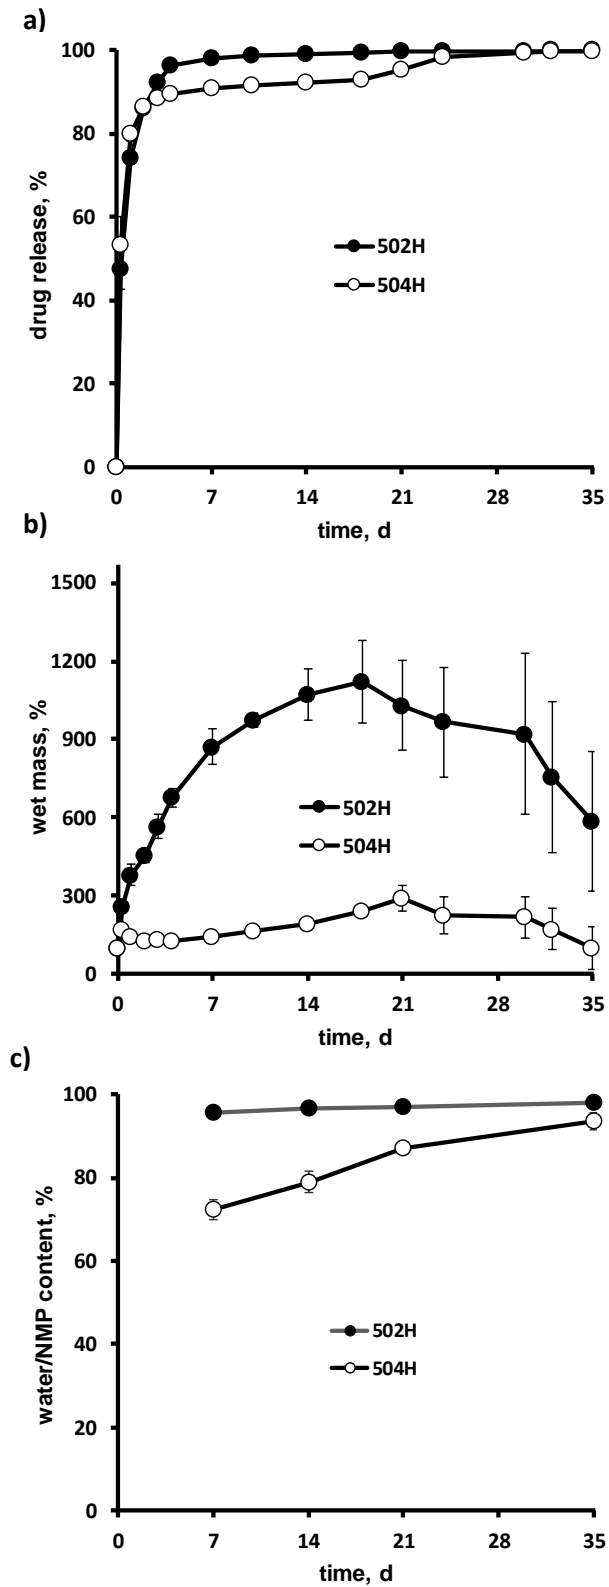 a)
drug release, %
100
80
60
40
20
0
502H
504H
0 7 14 21 28 35
time, d
b)
wet mass, %
1500
1200
900
600
300
0
502H
504H
0 7 14 21 28 35
time, d
c)
water/NMP content, %
100
80
60
40
20
0
502H
504H
0 7 14 21 28 35
time, d